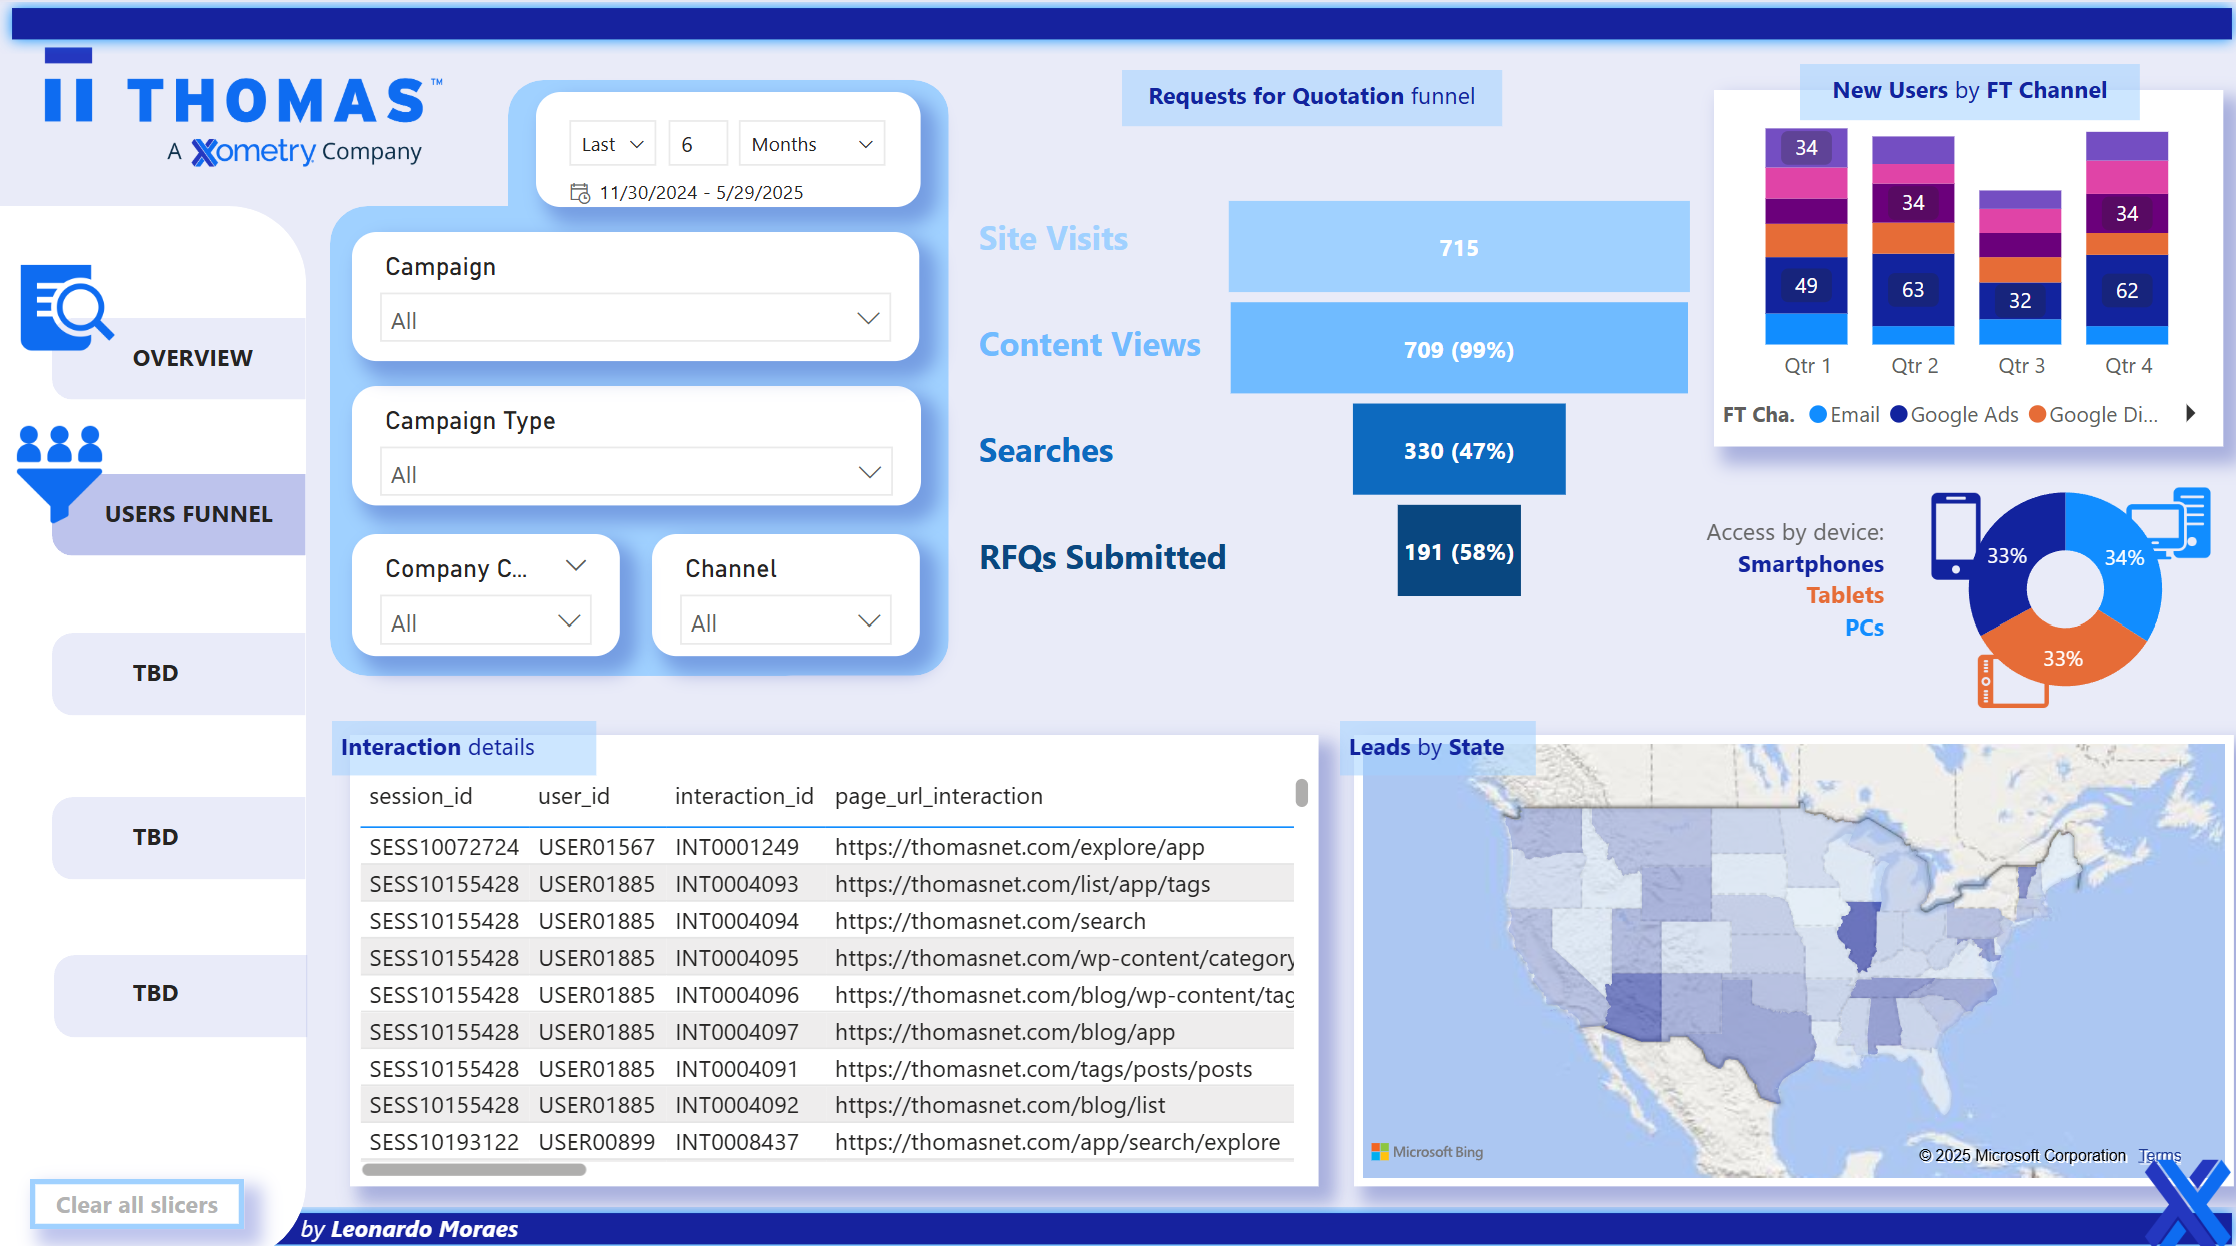 THOMAS™
A Xometry Company
OVERVIEW
USERS FUNNEL
TBD
TBD
TBD
Clear all slicers
by Leonardo Moraes
Last 6 Months
11/30/2024 - 5/29/2025
Campaign
All
Campaign Type
All
Company C...
All
Channel
All
Requests for Quotation funnel
Site Visits 715
Content Views 709 (99%)
Searches 330 (47%)
RFQs Submitted 191 (58%)
New Users by FT Channel
34
34
34
49
63
32
62
Qtr 1 Qtr 2 Qtr 3 Qtr 4
FT Cha. Email Google Ads Google Di...
Access by device:
Smartphones
Tablets
PCs
33%
34%
33%
Interaction details
session_id user_id interaction_id page_url_interaction
SESS10072724 USER01567 INT0001249 https://thomasnet.com/explore/app
SESS10155428 USER01885 INT0004093 https://thomasnet.com/list/app/tags
SESS10155428 USER01885 INT0004094 https://thomasnet.com/search
SESS10155428 USER01885 INT0004095 https://thomasnet.com/wp-content/category
SESS10155428 USER01885 INT0004096 https://thomasnet.com/blog/wp-content/tag
SESS10155428 USER01885 INT0004097 https://thomasnet.com/blog/app
SESS10155428 USER01885 INT0004091 https://thomasnet.com/tags/posts/posts
SESS10155428 USER01885 INT0004092 https://thomasnet.com/blog/list
SESS10193122 USER00899 INT0008437 https://thomasnet.com/app/search/explore
Leads by State
Microsoft Bing
© 2025 Microsoft Corporation Terms